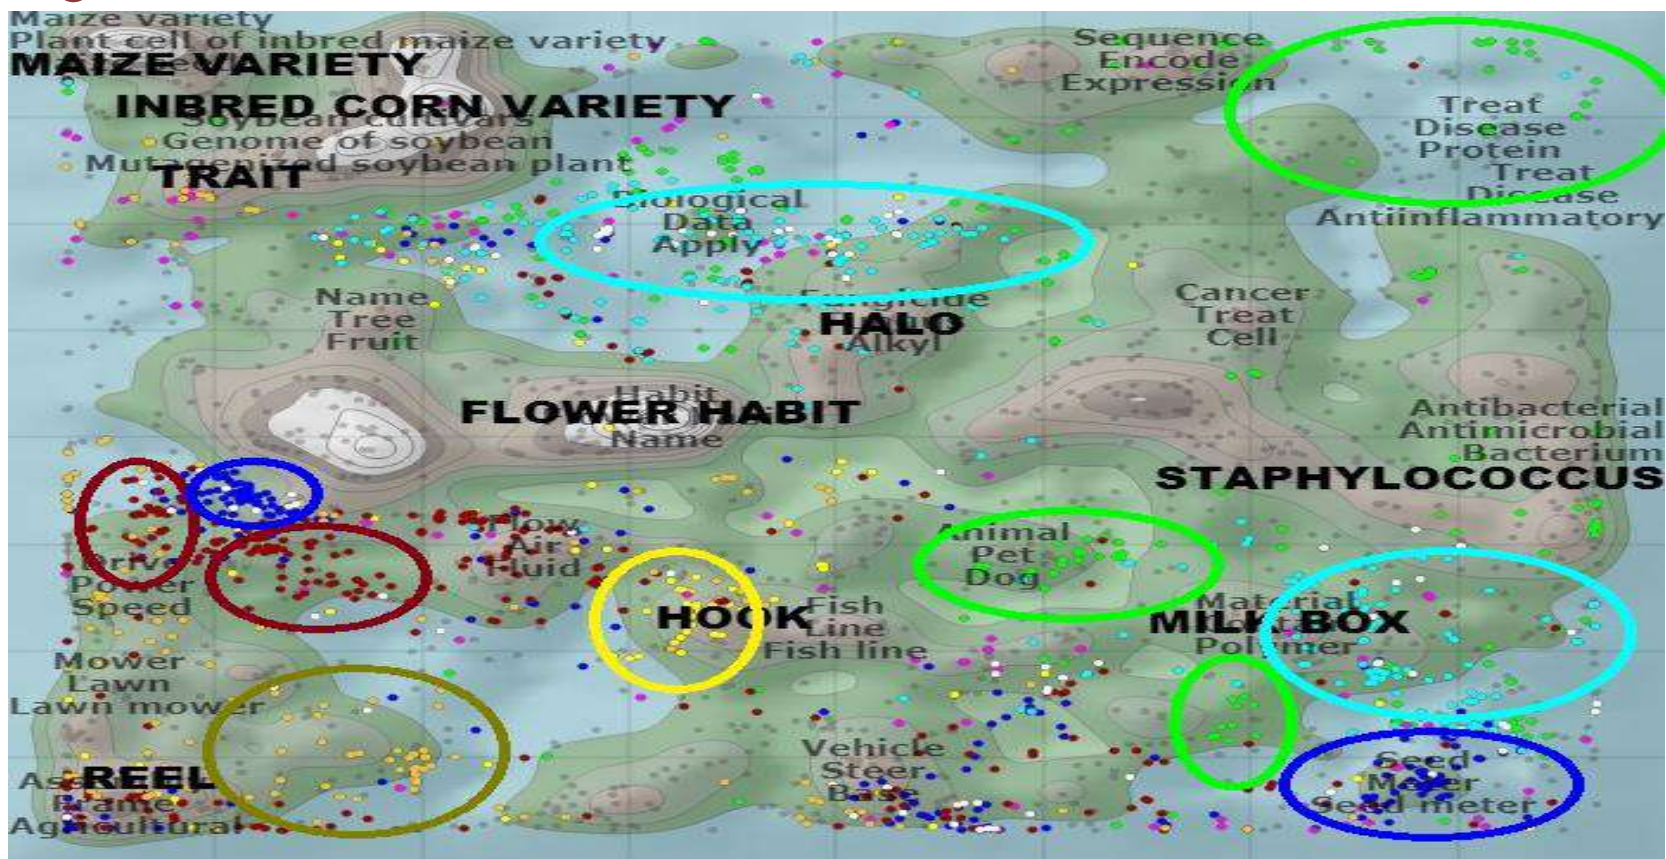 Maize variety
Plant cell of inbred maize variety
MAIZE VARIETY
INBRED CORN VARIETY
Soybean cultivars
Genome of soybean
Mutagenized soybean plant
TRAIT
Sequence
Encode
Expression
Treat
Disease
Protein
Treat
Disease
Antiinflammatory
Biological
Data
Apply
Name
Tree
Fruit
Fungicide
HALO
Alkyl
Cancer
Treat
Cell
Habit
FLOWER HABIT
Name
Antibacterial
Antimicrobial
Bacterium
STAPHYLOCOCCUS
Drive
Power
Speed
Flow
Air
Fluid
HOOK
Fish
Line
Fish line
Animal
Pet
Dog
Material
MILK BOX
Polymer
Mower
Lawn
Lawn mower
REEL
Frame
Agricultural
Vehicle
Steer
Base
Seed
Meter
Seed meter